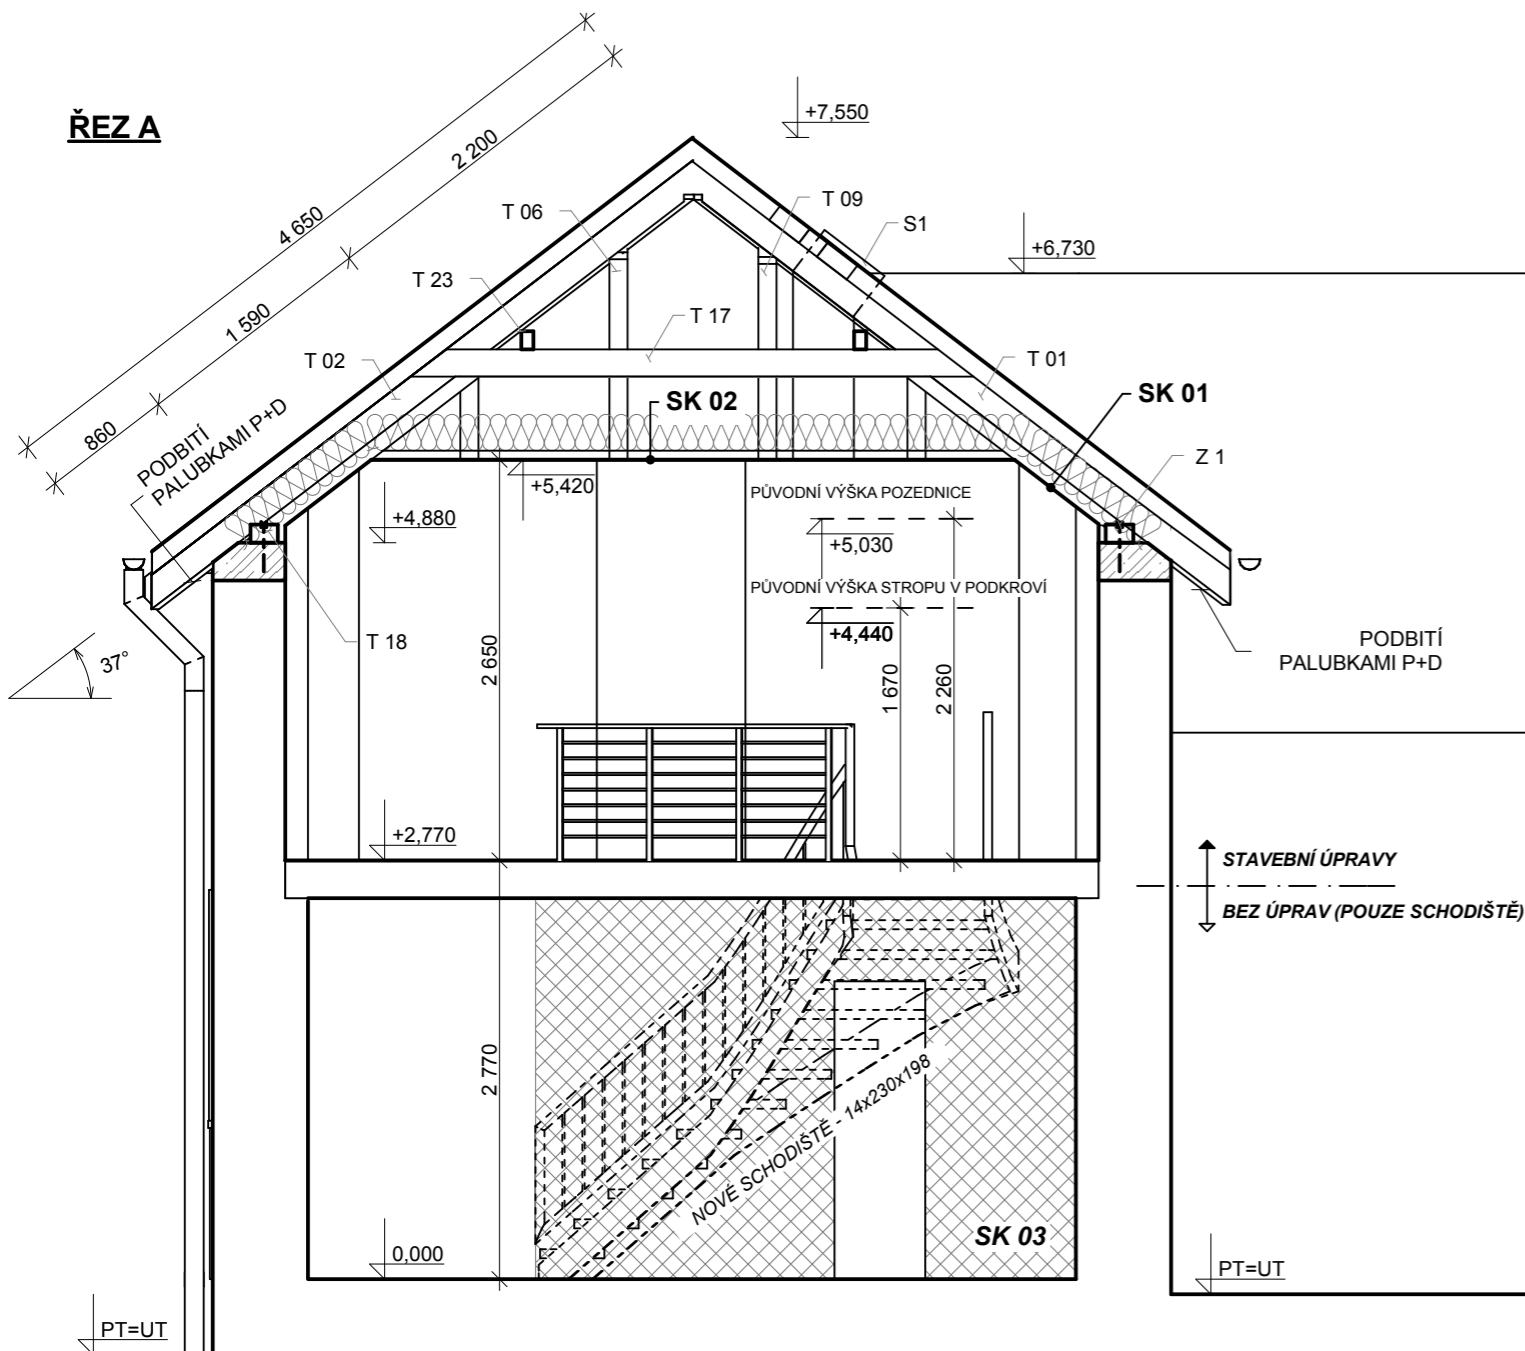 ŘEZ A
+7,550
2 200
4 650
T 09
T 06
S1
+6,730
T 23
1 590
T 17
T 02
T 01
SK 02
SK 01
860
PODBITÍ
PALUBKAMI P+D
Z 1
+5,420
PŮVODNÍ VÝŠKA POZEDNICE
+4,880
+5,030
PŮVODNÍ VÝŠKA STROPU V PODKROVÍ
+4,440
T 18
37°
2 650
1 670
2 260
PODBITÍ
PALUBKAMI P+D
+2,770
STAVEBNÍ ÚPRAVY
BEZ ÚPRAV (POUZE SCHODIŠTĚ)
2 770
NOVÉ SCHODIŠTĚ - 14x230x198
SK 03
0,000
PT=UT
PT=UT